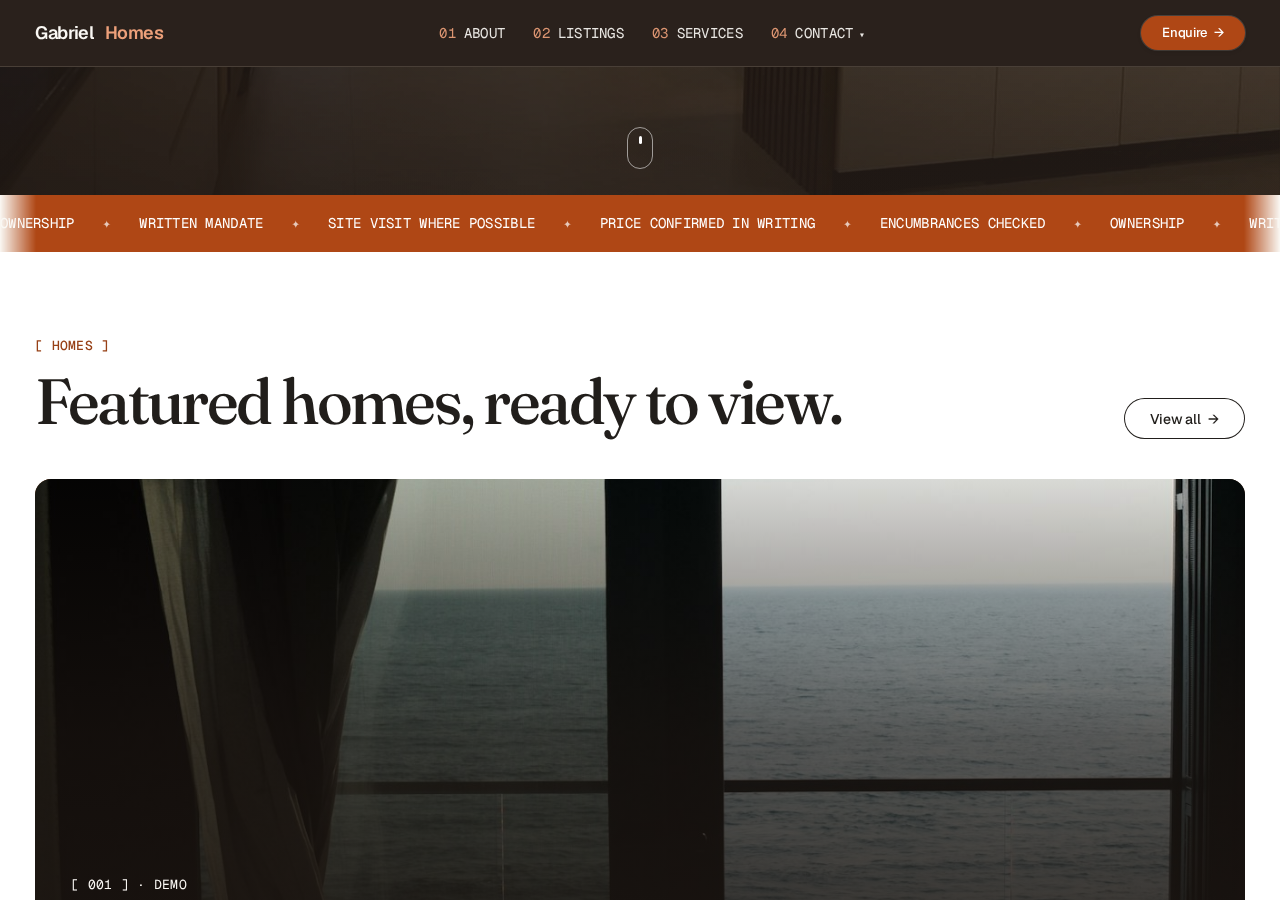 Gabriel Homes
01 ABOUT 02 LISTINGS 03 SERVICES 04 CONTACT ▾
Enquire →
OWNERSHIP ✦ WRITTEN MANDATE ✦ SITE VISIT WHERE POSSIBLE ✦ PRICE CONFIRMED IN WRITING ✦ ENCUMBRANCES CHECKED ✦ OWNERSHIP ✦
[ HOMES ]
Featured homes, ready to view.
View all →
[ 001 ] · DEMO